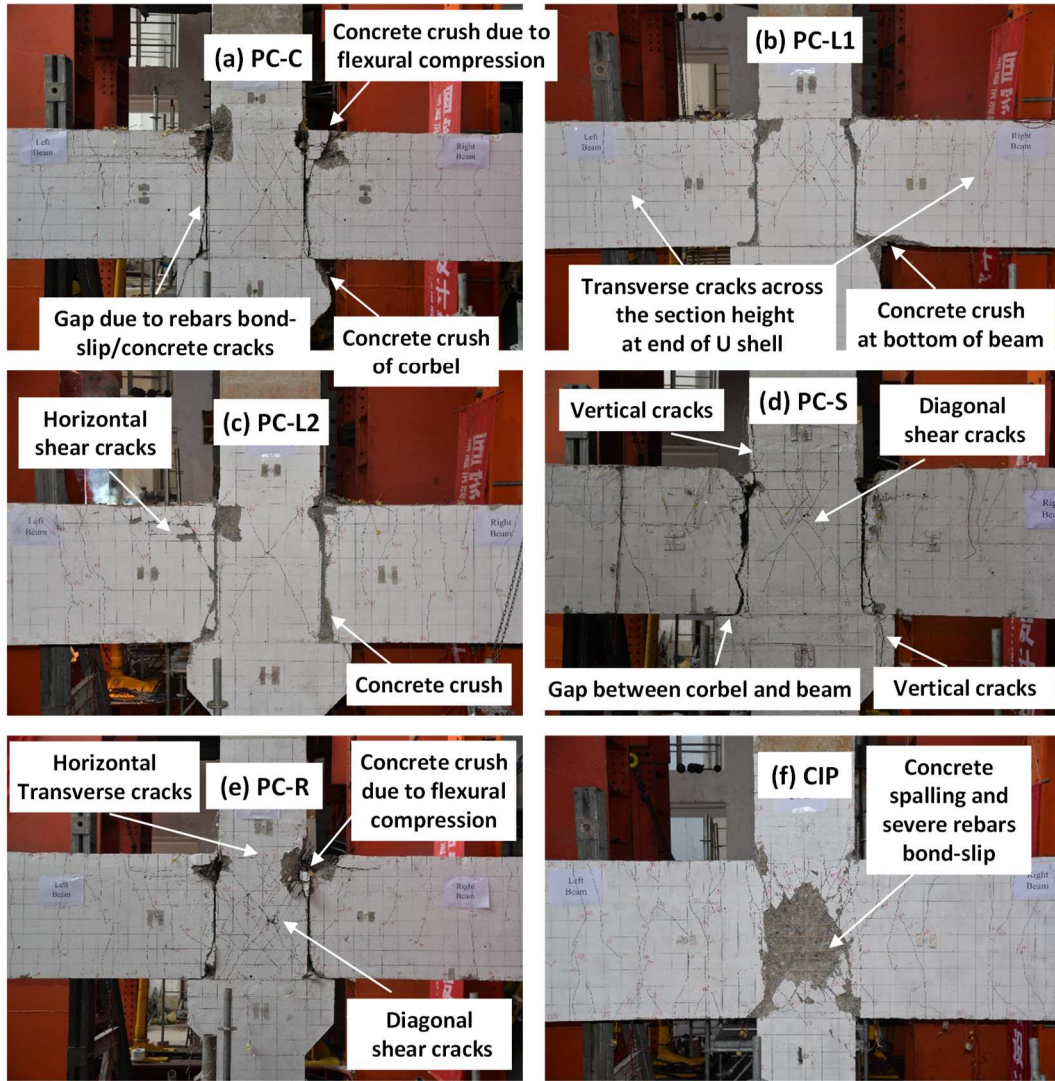 (a) PC-C
Concrete crush due to
flexural compression
Left
Beam
Right
Beam
Gap due to rebars bond-
slip/concrete cracks
Concrete crush
of corbel
(b) PC-L1
Left
Beam
Right
Beam
Transverse cracks across
the section height
at end of U shell
Concrete crush
at bottom of beam
Horizontal
shear cracks
(c) PC-L2
Left
Beam
Right
Beam
Concrete crush
Vertical cracks
(d) PC-S
Diagonal
shear cracks
Left
Beam
Gap between corbel and beam
Vertical cracks
Horizontal
Transverse cracks
(e) PC-R
Concrete crush
due to flexural
compression
Left
Beam
Right
Beam
Diagonal
shear cracks
(f) CIP
Concrete
spalling and
severe rebars
bond-slip
Left
Beam